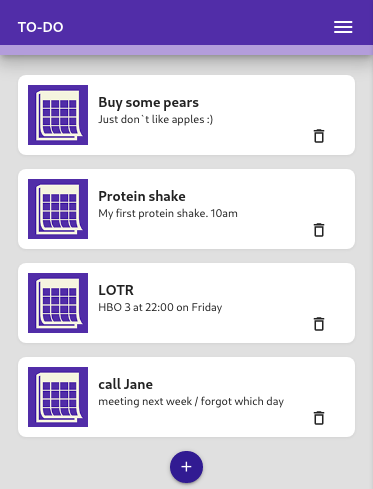 TO-DO
Buy some pears
Just don`t like apples :)
Protein shake
My first protein shake. 10am
LOTR
HBO 3 at 22:00 on Friday
call Jane
meeting next week / forgot which day
+